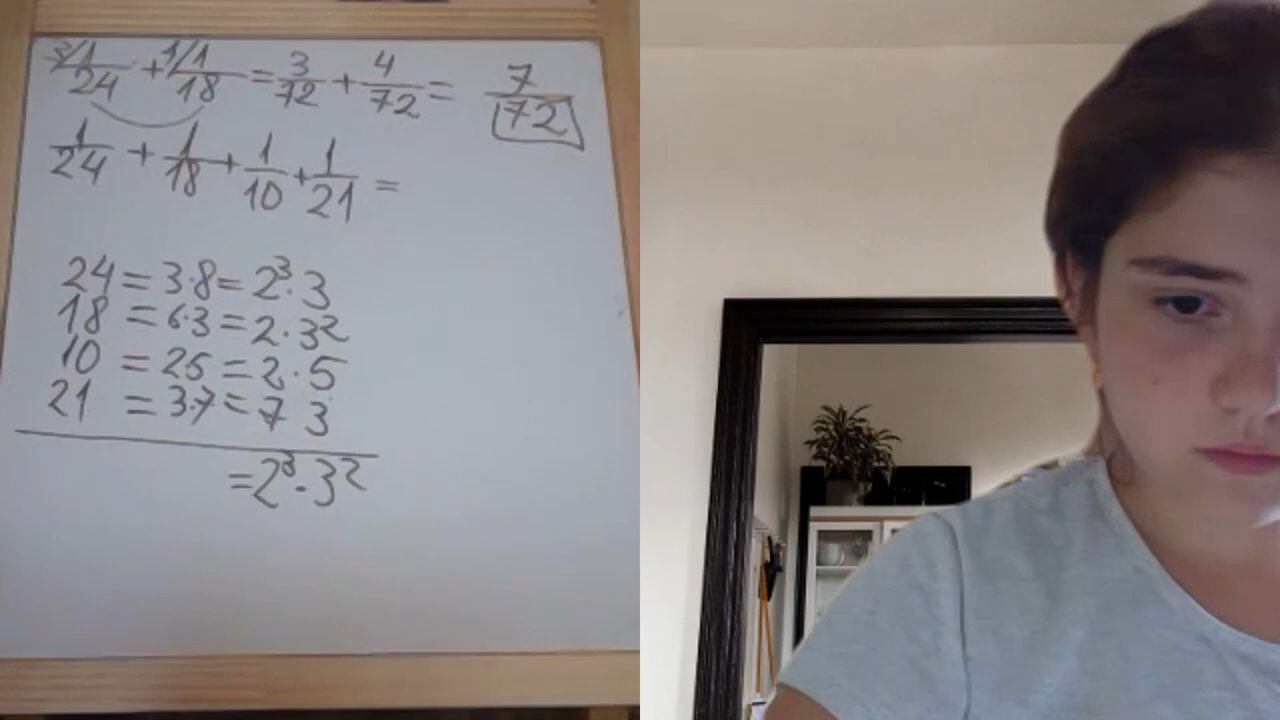 3/1/24 + 4/1/18 = 3/72 + 4/72 = 7/72
1/24 + 1/18 + 1/10 + 1/21 =
24 = 3·8 = 2³·3
18 = 6·3 = 2·3²
10 = 25 = 2·5
21 = 3·7 = 7 3
= 2³·3²